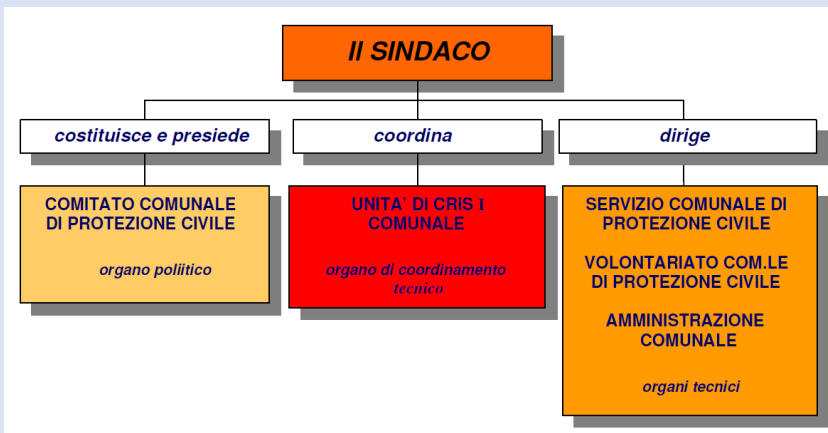 Il SINDACO
costituisce e presiede
coordina
dirige
COMITATO COMUNALE
DI PROTEZIONE CIVILE
organo poliitico
UNITA' DI CRIS I
COMUNALE
organo di coordinamento
tecnico
SERVIZIO COMUNALE DI
PROTEZIONE CIVILE
VOLONTARIATO COM.LE
DI PROTEZIONE CIVILE
AMMINISTRAZIONE
COMUNALE
organi tecnici